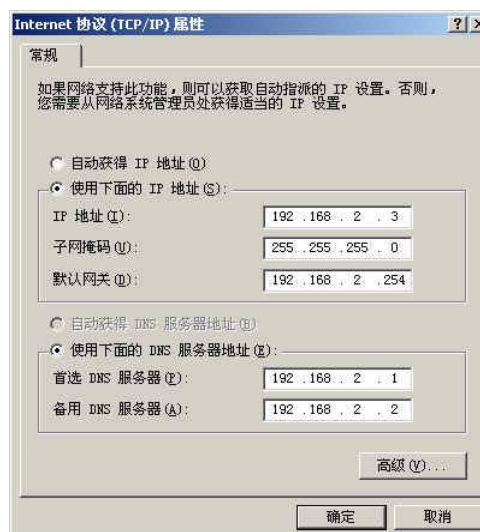 Internet 协议 (TCP/IP) 属性
常规
如果网络支持此功能，则可以获取自动指派的 IP 设置。否则，
您需要从网络系统管理员处获得适当的 IP 设置。
自动获得 IP 地址(O)
使用下面的 IP 地址(S):
IP 地址(I): 192 .168 . 2 . 3
子网掩码(U): 255 .255 .255 . 0
默认网关(D): 192 .168 . 2 .254
自动获得 DNS 服务器地址(B)
使用下面的 DNS 服务器地址(E):
首选 DNS 服务器(P): 192 .168 . 2 . 1
备用 DNS 服务器(A): 192 .168 . 2 . 2
高级(V)...
确定 取消